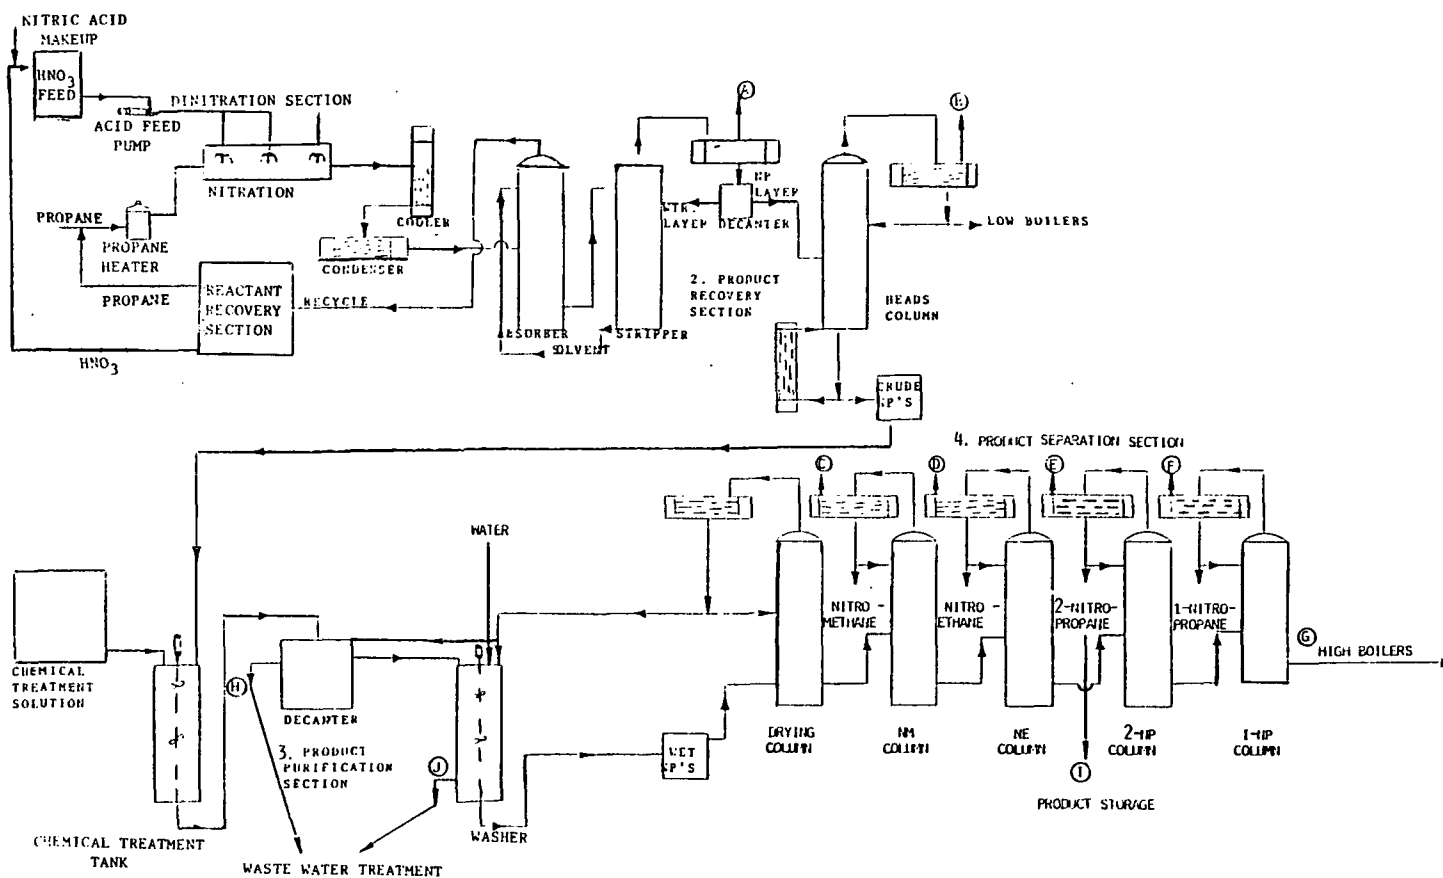 NITRIC ACID
MAKEUP
HNO3
FEED
DINITRATION SECTION
ACID FEED
PUMP
NITRATION
PROPANE
PROPANE
HEATER
PROPANE
COOLER
CONDENSER
REACTANT
RECOVERY
SECTION
RECYCLE
HNO3
ESORBER
SOLVENT
STRIPPER
A
NP
LAYER
WTR.
LAYER
DECANTER
2. PRODUCT
RECOVERY
SECTION
B
LOW BOILERS
HEADS
COLUMN
CRUDE
NP'S
4. PRODUCT SEPARATION SECTION
C
D
E
F
WATER
NITRO-
METHANE
NITRO-
ETHANE
2-NITRO-
PROPANE
1-NITRO-
PROPANE
G
HIGH BOILERS
CHEMICAL
TREATMENT
SOLUTION
H
DECANTER
3. PRODUCT
PURIFICATION
SECTION
J
DRYING
COLUMN
NM
COLUMN
NE
COLUMN
2-NP
COLUMN
1-NP
COLUMN
WET
NP'S
I
PRODUCT STORAGE
WASHER
CHEMICAL TREATMENT
TANK
WASTE WATER TREATMENT